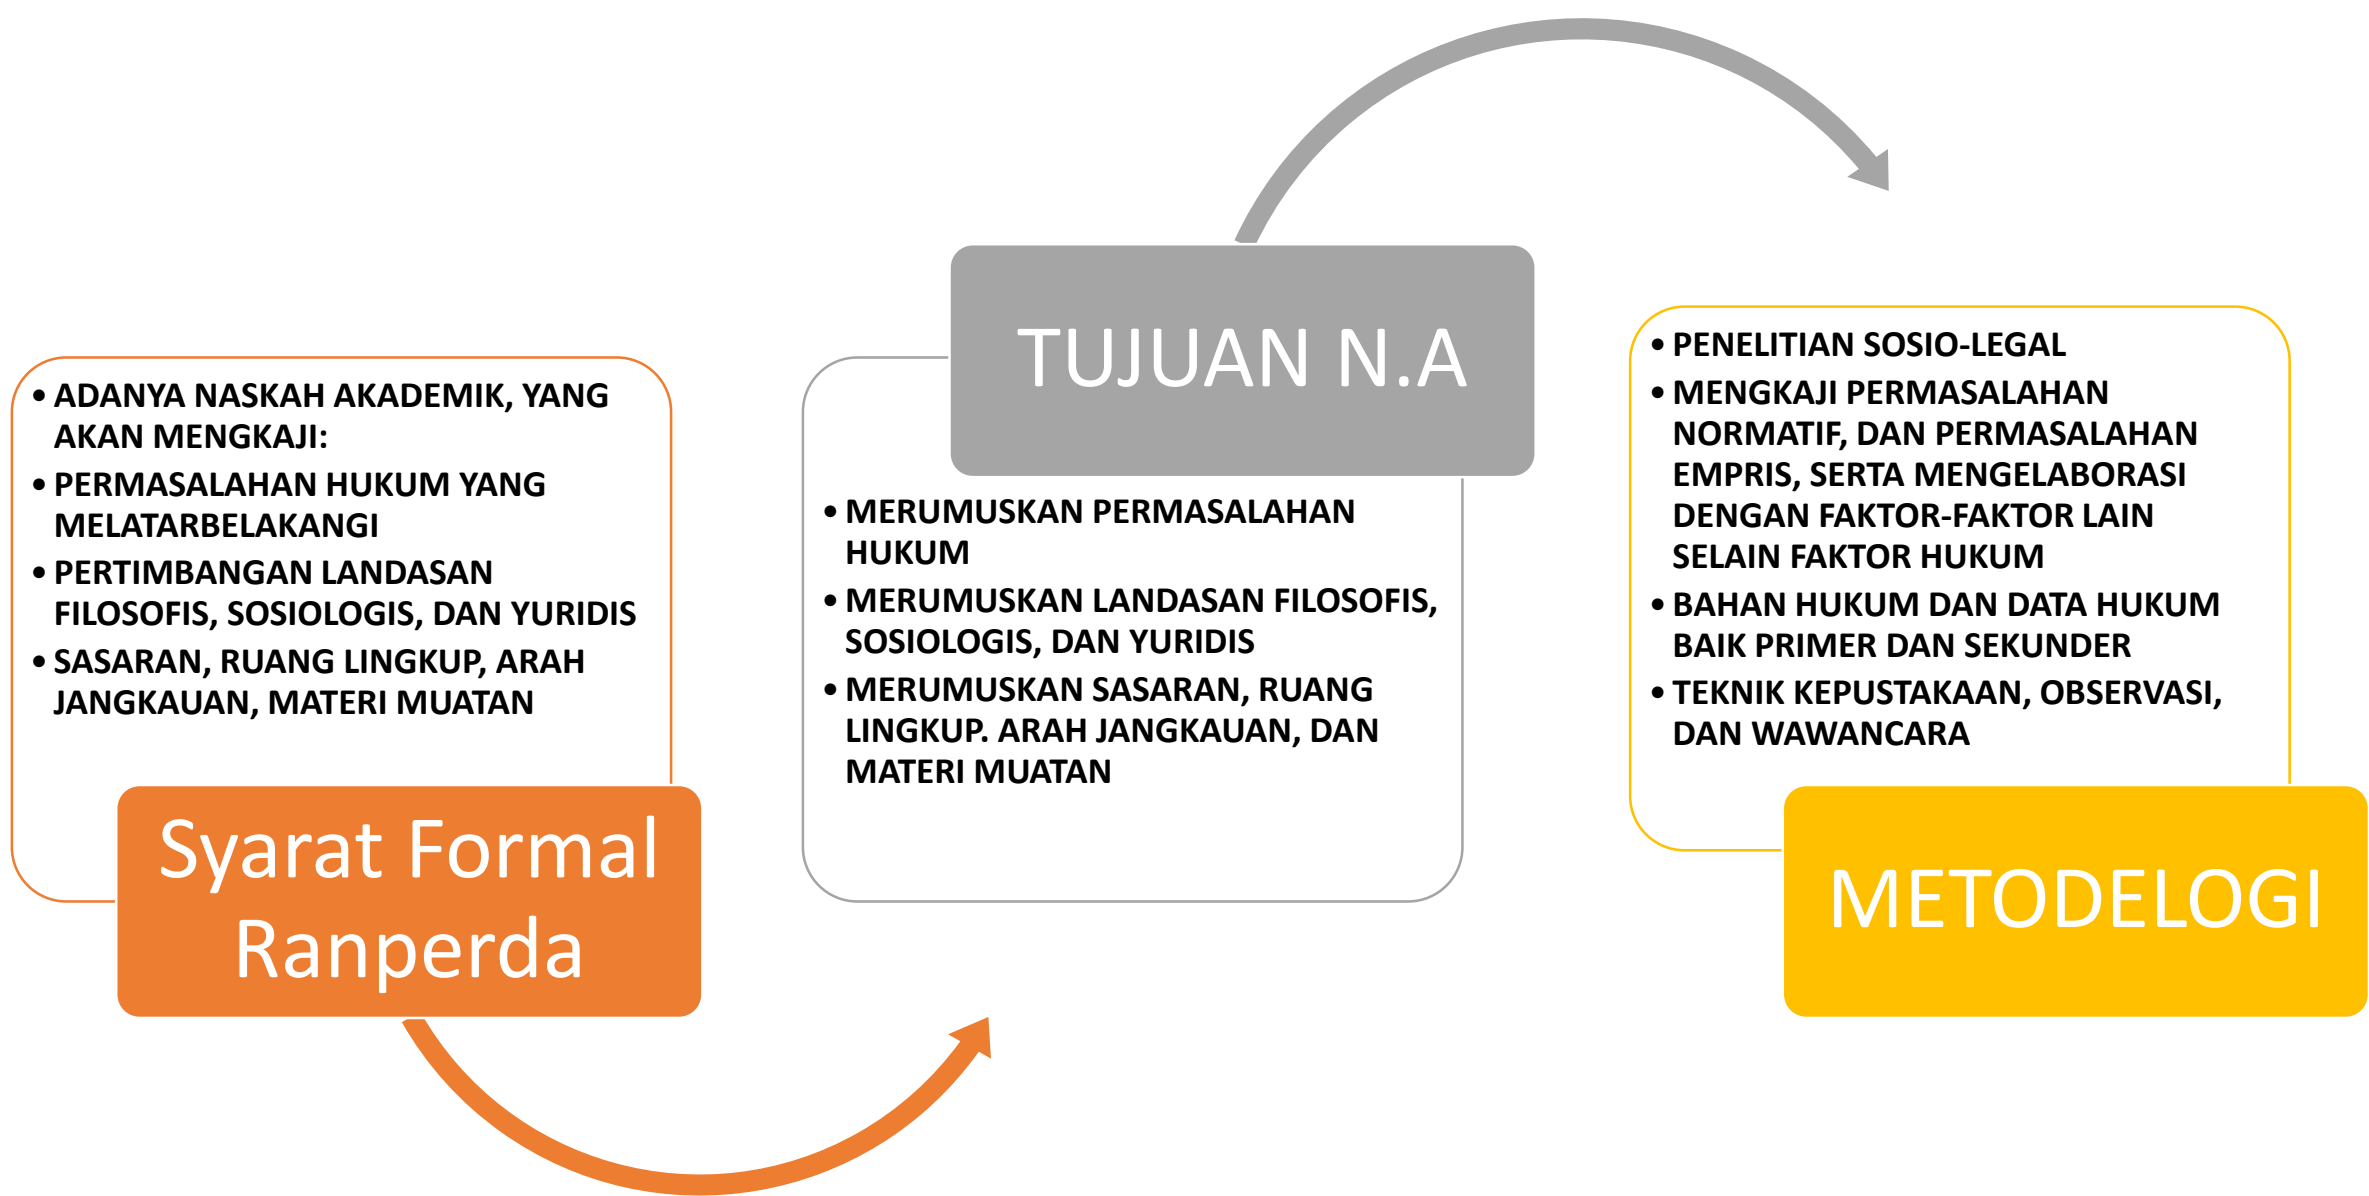 • ADANYA NASKAH AKADEMIK, YANG
AKAN MENGKAJI:
• PERMASALAHAN HUKUM YANG
MELATARBELAKANGI
• PERTIMBANGAN LANDASAN
FILOSOFIS, SOSIOLOGIS, DAN YURIDIS
• SASARAN, RUANG LINGKUP, ARAH
JANGKAUAN, MATERI MUATAN
Syarat Formal
Ranperda
TUJUAN N.A
• MERUMUSKAN PERMASALAHAN
HUKUM
• MERUMUSKAN LANDASAN FILOSOFIS,
SOSIOLOGIS, DAN YURIDIS
• MERUMUSKAN SASARAN, RUANG
LINGKUP. ARAH JANGKAUAN, DAN
MATERI MUATAN
• PENELITIAN SOSIO-LEGAL
• MENGKAJI PERMASALAHAN
NORMATIF, DAN PERMASALAHAN
EMPRIS, SERTA MENGELABORASI
DENGAN FAKTOR-FAKTOR LAIN
SELAIN FAKTOR HUKUM
• BAHAN HUKUM DAN DATA HUKUM
BAIK PRIMER DAN SEKUNDER
• TEKNIK KEPUSTAKAAN, OBSERVASI,
DAN WAWANCARA
METODELOGI